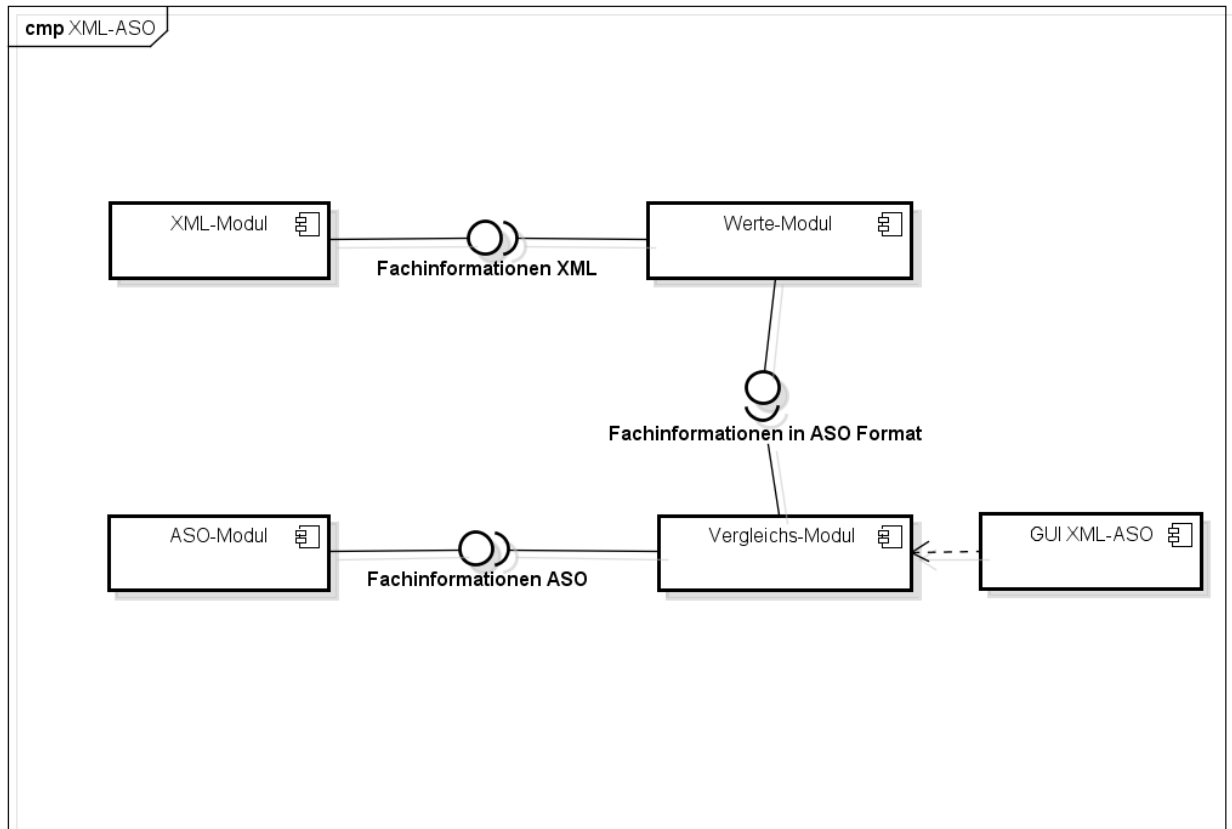 cmp XML-ASO
XML-Modul
Werte-Modul
Fachinformationen XML
Fachinformationen in ASO Format
ASO-Modul
Vergleichs-Modul
GUI XML-ASO
Fachinformationen ASO